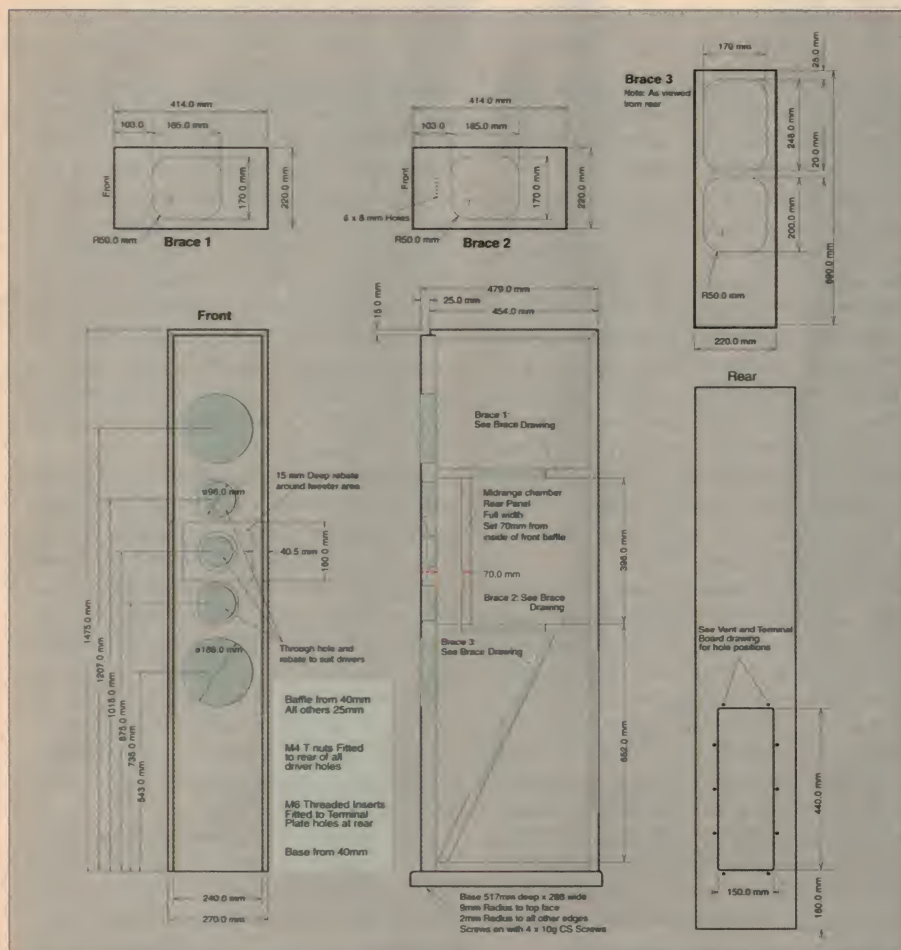 414.0 mm
103.0
185.0 mm
Front
170.0 mm
220.0 mm
R50.0 mm
Brace 1
414.0 mm
103.0
185.0 mm
Front
6 x 8 mm Holes
170.0 mm
220.0 mm
R50.0 mm
Brace 2
Brace 3
Note: As viewed
from rear
170 mm
25.0 mm
248.0 mm
20.0 mm
200.0 mm
690.0 mm
R50.0 mm
220.0 mm
Front
15 mm Deep rebate
around tweeter area
ø98.0 mm
40.5 mm
160.0 mm
ø186.0 mm
Through hole and
rebate to suit drivers
1475.0 mm
1207.0 mm
1015.0 mm
875.0 mm
735.0 mm
543.0 mm
240.0 mm
270.0 mm
Baffle from 40mm
All others 25mm
M4 T nuts Fitted
to rear of all
driver holes
M6 Threaded Inserts
Fitted to Terminal
Plate holes at rear
Base from 40mm
479.0 mm
25.0 mm
454.0 mm
15.0 mm
Brace 1:
See Brace Drawing
Midrange chamber
Rear Panel
Full width
Set 70mm from
inside of front baffle
70.0 mm
Brace 2: See Brace
Drawing
Brace 3
See Brace Drawing
398.0 mm
652.0 mm
Base 517mm deep x 288 wide
9mm Radius to top face
2mm Radius to all other edges
Screws on with 4 x 10g CS Screws
Rear
See Vent and Terminal
Board drawing
for hole positions
440.0 mm
150.0 mm
160.0 mm